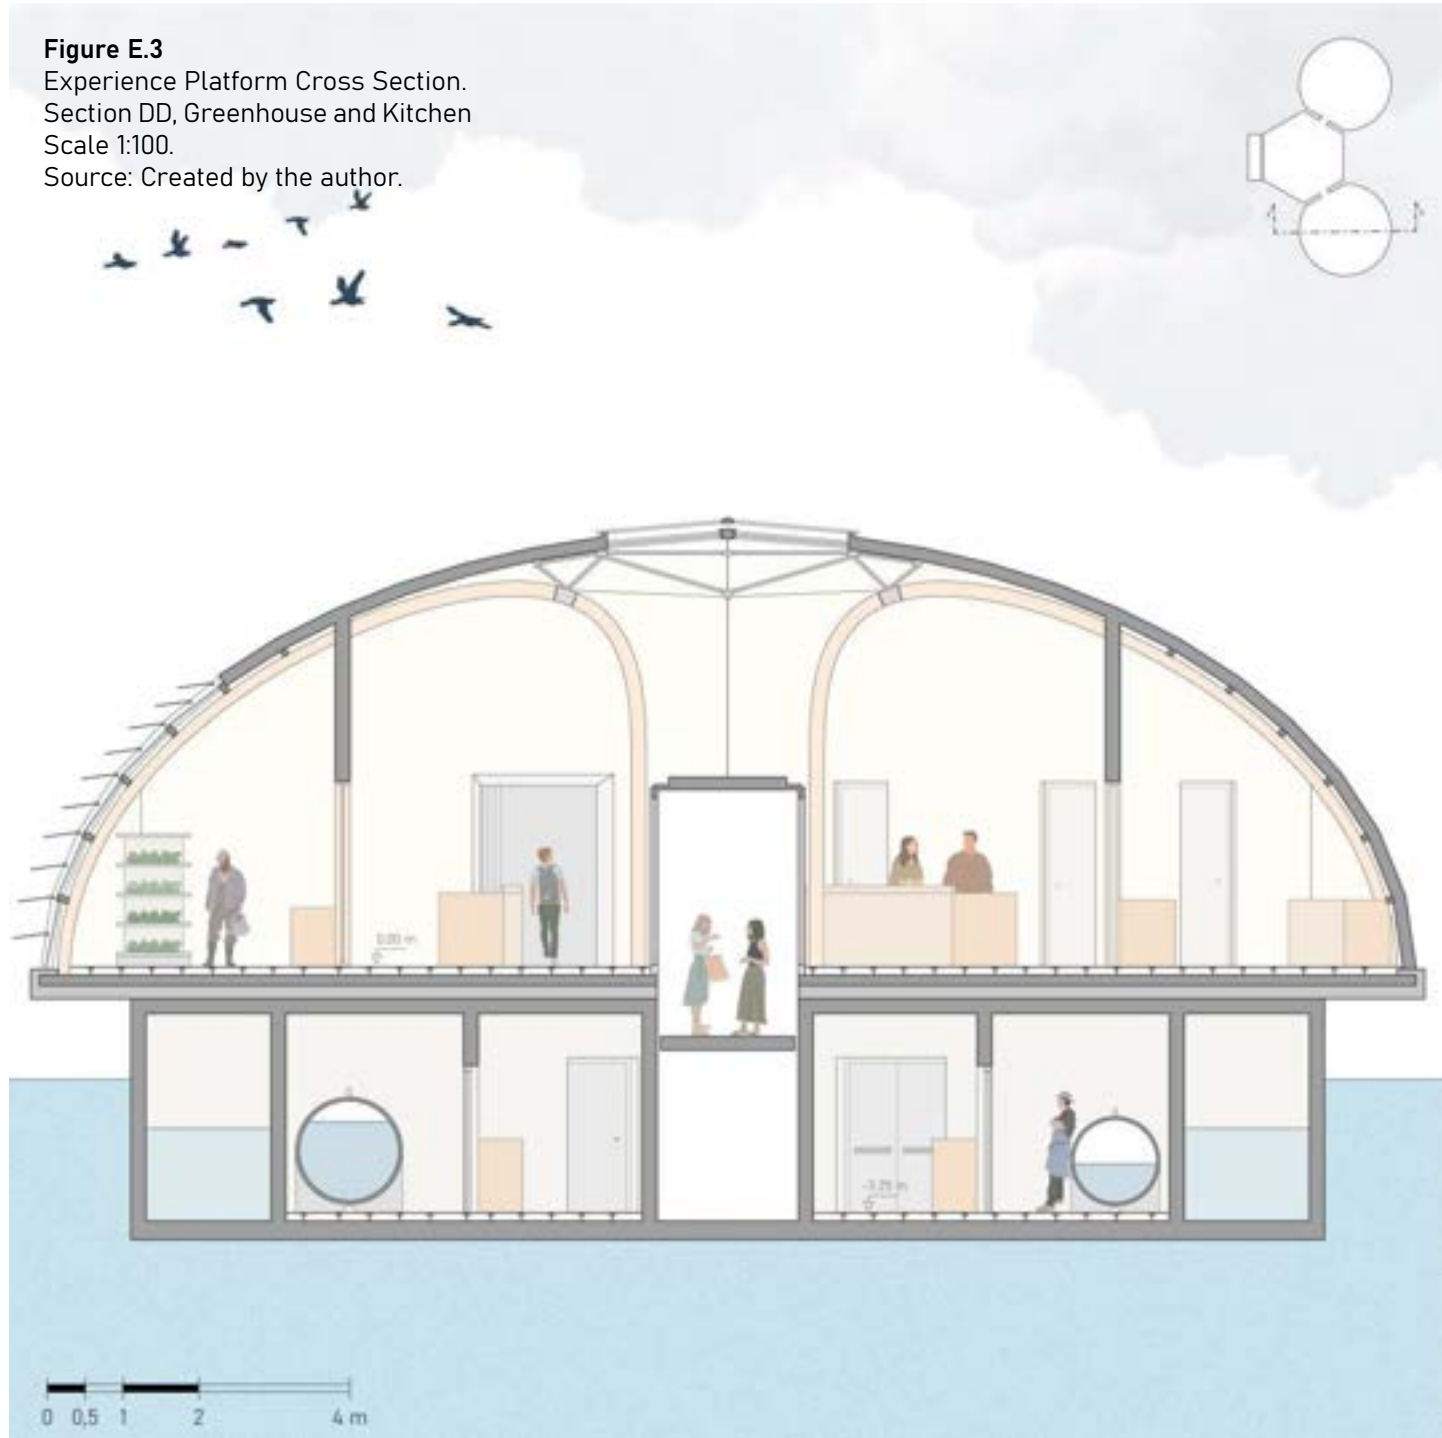 Figure E.3
Experience Platform Cross Section.
Section DD, Greenhouse and Kitchen
Scale 1:100.
Source: Created by the author.
0.00 m
-3.25 m
0 0,5 1 2 4 m